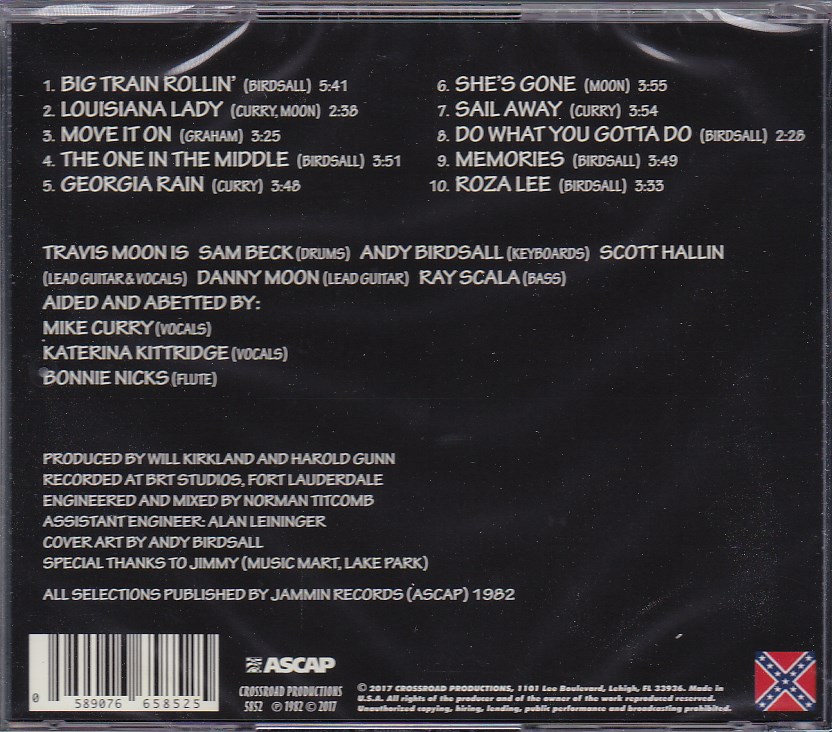 1. BIG TRAIN ROLLIN' (BIRDSALL) 5:41
2. LOUISIANA LADY (CURRY, MOON) 2:38
3. MOVE IT ON (GRAHAM) 3:25
4. THE ONE IN THE MIDDLE (BIRDSALL) 3:51
5. GEORGIA RAIN (CURRY) 3:48
6. SHE'S GONE (MOON) 3:55
7. SAIL AWAY (CURRY) 3:54
8. DO WHAT YOU GOTTA DO (BIRDSALL) 2:28
9. MEMORIES (BIRDSALL) 3:49
10. ROZA LEE (BIRDSALL) 3:33
TRAVIS MOON IS SAM BECK (DRUMS) ANDY BIRDSALL (KEYBOARDS) SCOTT HALLIN
(LEAD GUITAR & VOCALS) DANNY MOON (LEAD GUITAR) RAY SCALA (BASS)
AIDED AND ABETTED BY:
MIKE CURRY (VOCALS)
KATERINA KITTRIDGE (VOCALS)
BONNIE NICKS (FLUTE)
PRODUCED BY WILL KIRKLAND AND HAROLD GUNN
RECORDED AT BRT STUDIOS, FORT LAUDERDALE
ENGINEERED AND MIXED BY NORMAN TITCOMB
ASSISTANT ENGINEER: ALAN LEININGER
COVER ART BY ANDY BIRDSALL
SPECIAL THANKS TO JIMMY (MUSIC MART, LAKE PARK)
ALL SELECTIONS PUBLISHED BY JAMMIN RECORDS (ASCAP) 1982
0 589076 658525
ASCAP
CROSSROAD PRODUCTIONS
5852 ℗ 1982 © 2017
© 2017 CROSSROAD PRODUCTIONS, 1101 Lee Boulevard, Lehigh, FL 33936. Made in
U.S.A. All rights of the producer and of the owner of the work reproduced reserved.
Unauthorized copying, hiring, lending, public performance and broadcasting prohibited.